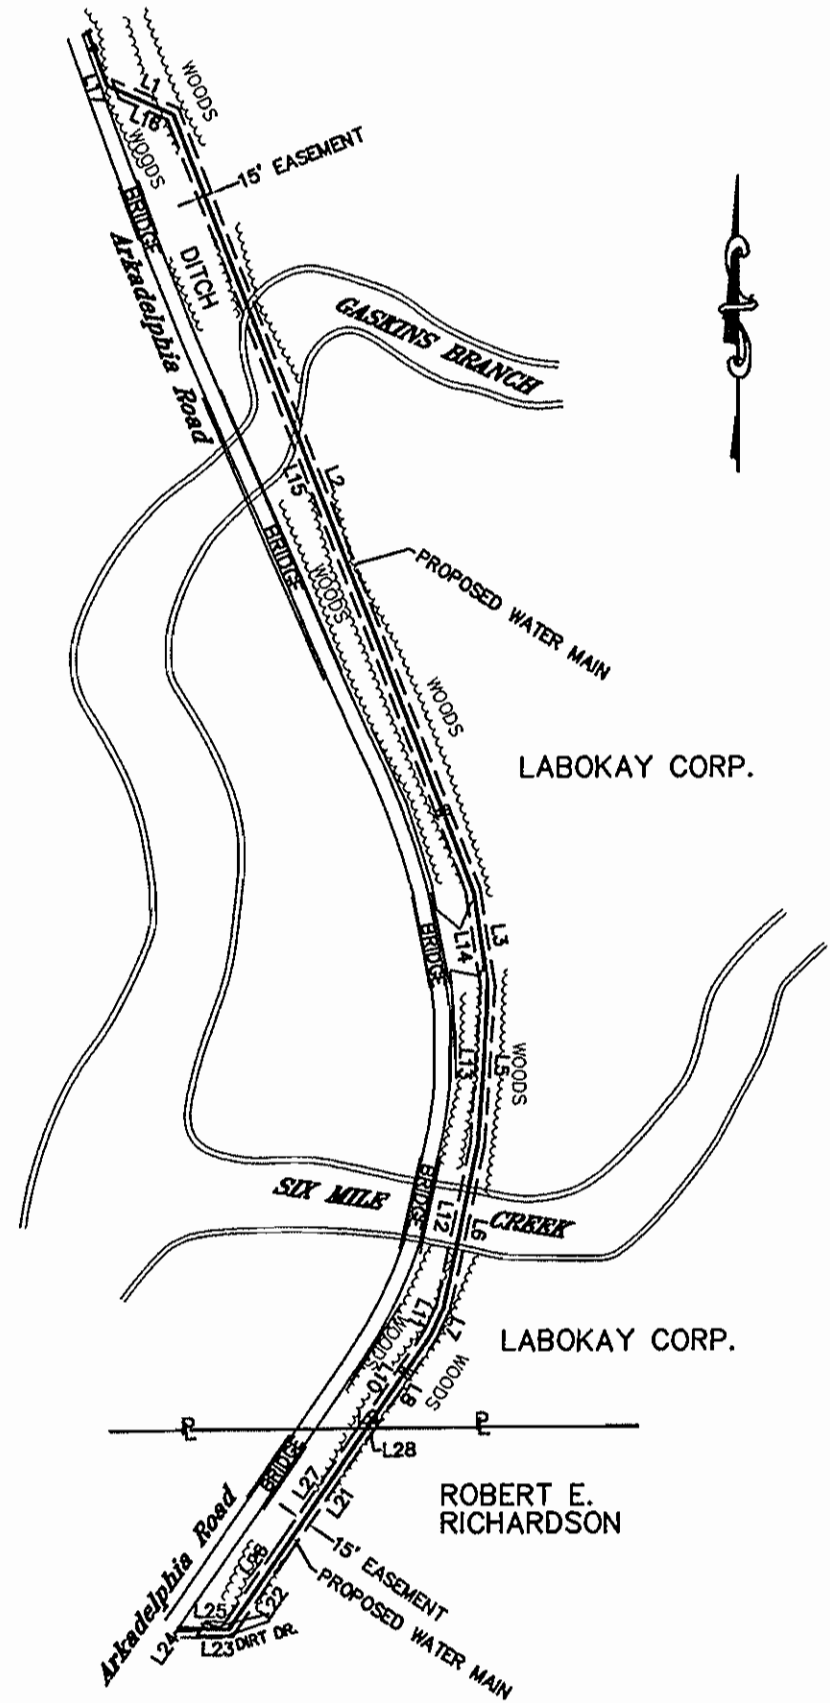 L1
WOODS
L17
L16
WOODS
15' EASEMENT
BRIDGE
DITCH
Arkadelphia Road
GASKINS BRANCH
L2
L15
BRIDGE
WOODS
PROPOSED WATER MAIN
WOODS
LABOKAY CORP.
L3
L14
BRIDGE
L5
L13
WOODS
BRIDGE
SIX MILE
CREEK
L12
L6
L11
L7
WOODS
LABOKAY CORP.
L10
L8
WOODS
PL
PL
L28
BRIDGE
L27
L21
ROBERT E.
RICHARDSON
Arkadelphia Road
L26
15' EASEMENT
PROPOSED WATER MAIN
L25
L22
L24
L23
DIRT DR.